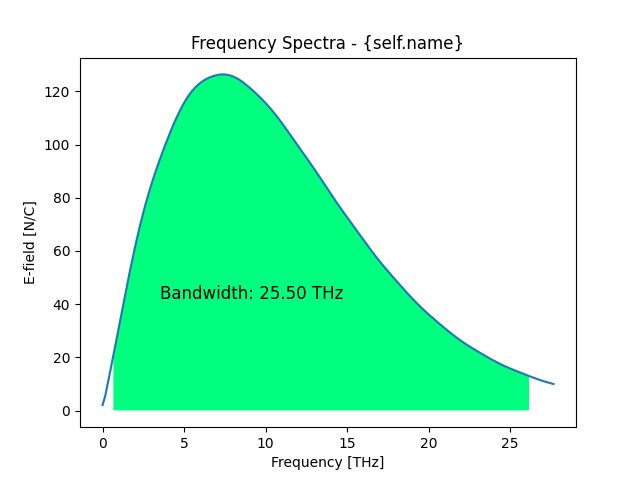 Frequency Spectra - {self.name}
E-field [N/C]
120
100
80
60
40
20
0
Bandwidth: 25.50 THz
0 5 10 15 20 25
Frequency [THz]